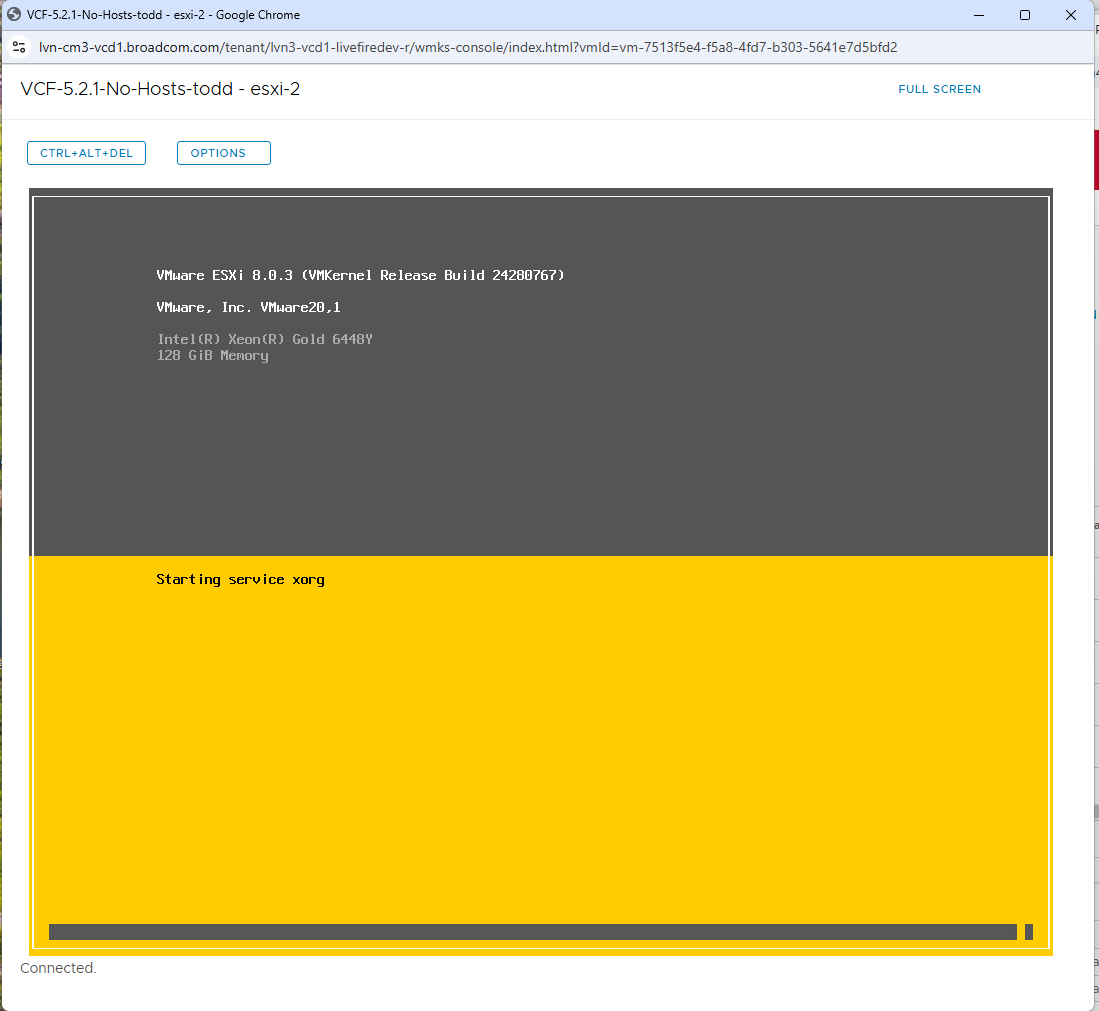 VCF-5.2.1-No-Hosts-todd - esxi-2 - Google Chrome
lvn-cm3-vcd1.broadcom.com/tenant/lvn3-vcd1-livefiredev-r/wmks-console/index.html?vmId=vm-7513f5e4-f5a8-4fd7-b303-5641e7d5bfd2
VCF-5.2.1-No-Hosts-todd - esxi-2
FULL SCREEN
CTRL+ALT+DEL
OPTIONS
VMware ESXi 8.0.3 (VMKernel Release Build 24280767)
VMware, Inc. VMware20,1
Intel(R) Xeon(R) Gold 6448Y
128 GiB Memory
Starting service xorg
Connected.